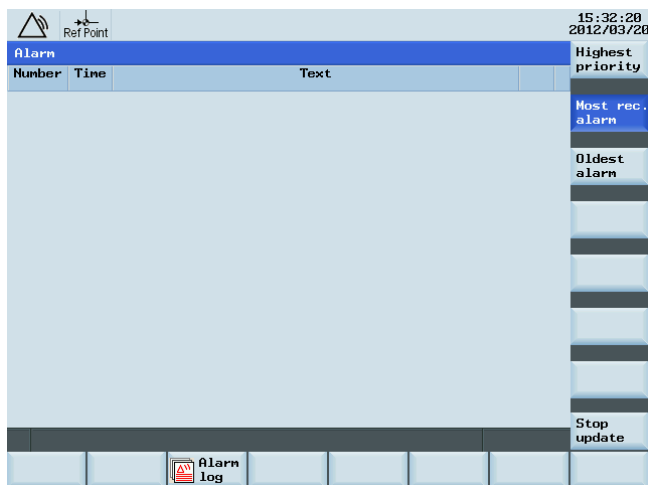 15:32:20
Ref Point
2012/03/20
Alarm
Highest
priority
Number Time Text
Most rec.
alarm
Oldest
alarm
Stop
update
Alarm
log